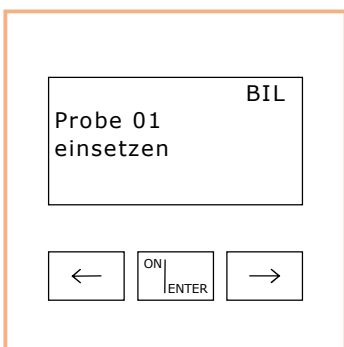 BIL
Probe 01
einsetzen
← ON ENTER →